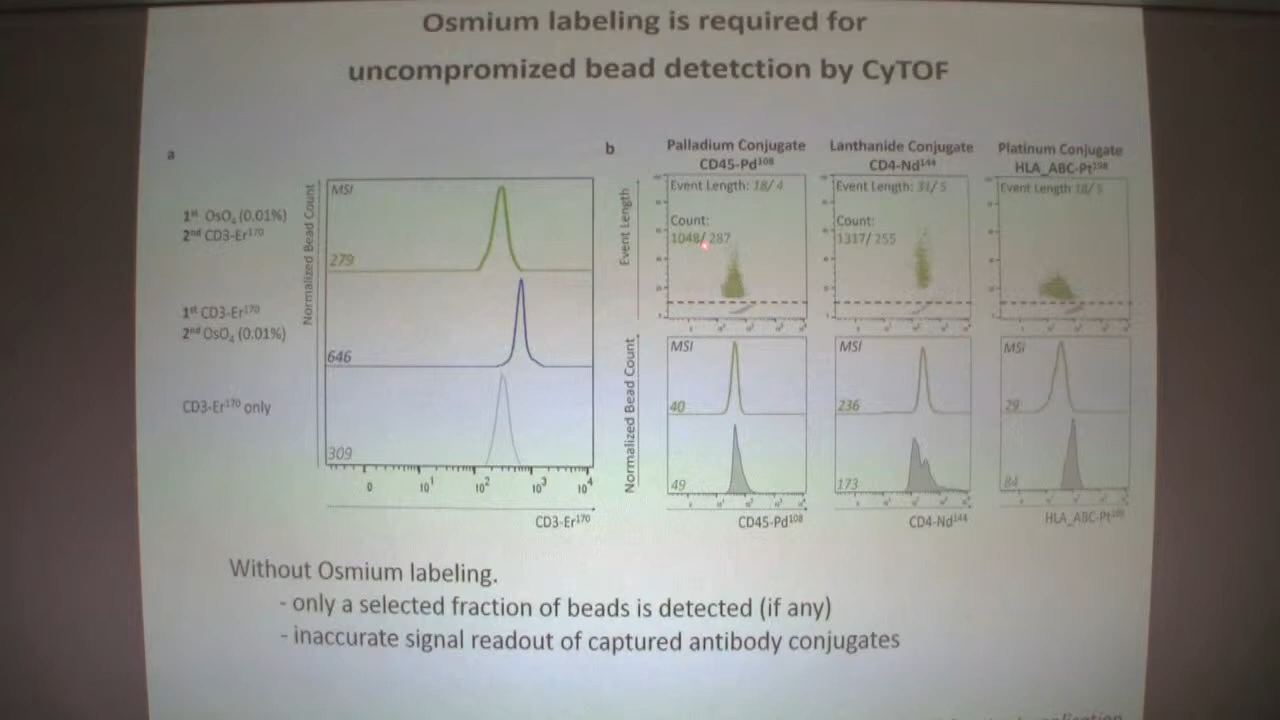 Osmium labeling is required for
uncompromized bead detetction by CyTOF
a
Normalized Bead Count
1st OsO4 (0.01%)
2nd CD3-Er170
1st CD3-Er170
2nd OsO4 (0.01%)
CD3-Er170 only
MSI
279
646
309
0 10¹ 10² 10³ 10⁴
CD3-Er170
b
Palladium Conjugate
CD45-Pd108
Lanthanide Conjugate
CD4-Nd144
Platinum Conjugate
HLA_ABC-Pt198
Event Length
Event Length: 18/ 4
Count:
1048/ 287
Event Length: 31/ 5
Count:
1317/ 255
Event Length 18/ 5
Normalized Bead Count
MSI
40
49
MSI
236
173
MSI
29
84
CD45-Pd108
CD4-Nd144
HLA_ABC-Pt198
Without Osmium labeling.
- only a selected fraction of beads is detected (if any)
- inaccurate signal readout of captured antibody conjugates